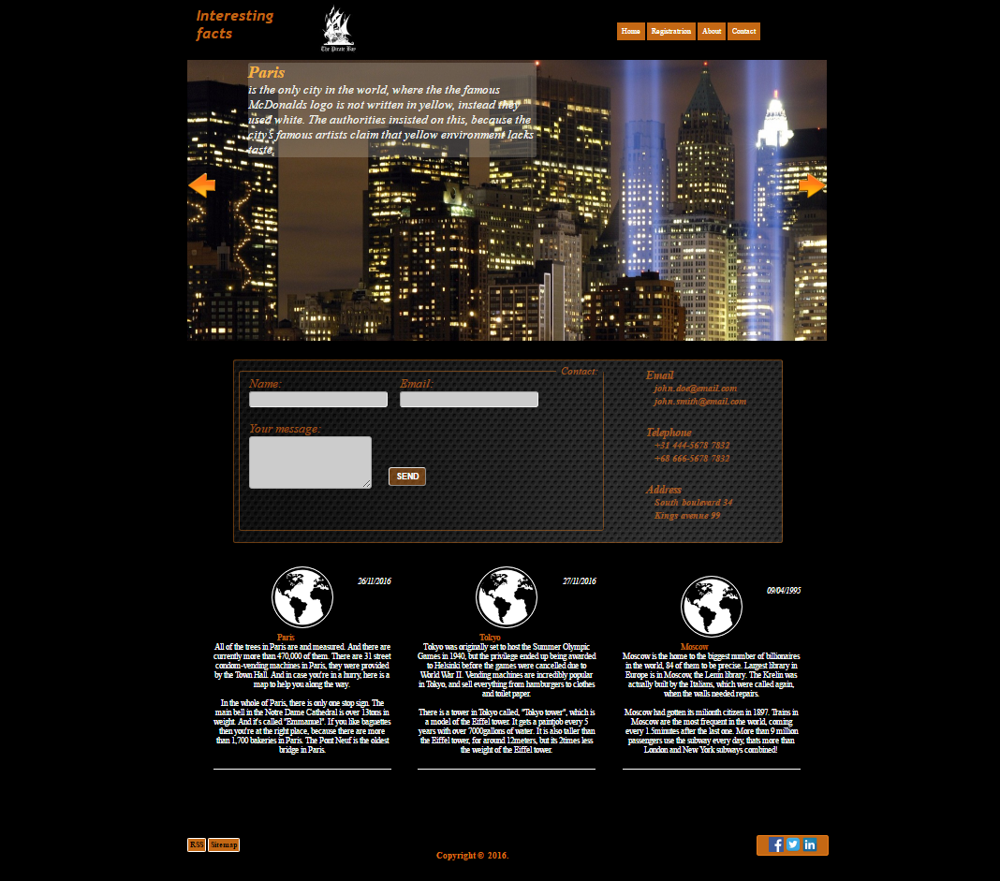 Interesting
facts
The Pirate Bay
Home Registratrion About Contact
Paris
is the only city in the world, where the the famous
McDonalds logo is not written in yellow, instead they
used white. The authorities insisted on this, because the
city's famous artists claim that yellow environment lacks
taste.
Contact:
Name: Email:
Your message:
SEND
Email
john.doe@email.com
john.smith@email.com
Telephone
+31 444-5678 7832
+68 666-5678 7832
Address
South boulevard 34
Kings avenue 99
26/11/2016
Paris
All of the trees in Paris are and measured. And there are
currently more than 470,000 of them. There are 31 street
condom-vending machines in Paris, they were provided
by the Town Hall. And in case you're in a hurry, here is a
map to help you along the way.
In the whole of Paris, there is only one stop sign. The
main bell in the Notre Dame Cathedral is over 13tons in
weight. And it's called "Emmanuel". If you like baguettes
then you're at the right place, because there are more
than 1,700 bakeries in Paris. The Pont Neuf is the oldest
bridge in Paris.
27/11/2016
Tokyo
Tokyo was originally set to host the Summer Olympic
Games in 1940, but the privilege ended up being awarded
to Helsinki before the games were cancelled due to
World War II. Vending machines are incredibly popular
in Tokyo, and sell everything from hamburgers to clothes
and toilet paper.
There is a tower in Tokyo called, "Tokyo tower", which is
a model of the Eiffel tower. It gets a paintjob every 5
years with over 7000gallons of water. It is also taller than
the Eiffel tower, for around 12meters, but its 2times less
the weight of the Eiffel tower.
09/04/1995
Moscow
Moscow is the home to the biggest number of billionaires
in the world, 84 of them to be precise. Largest library in
Europe is in Moscow, the Lenin library. The Krelin was
actually built by the Italians, which were called again,
when the walls needed repairs.
Moscow had gotten its milionth citizen in 1897. Trains in
Moscow are the most frequent in the world, coming
every 1.5minutes after the last one. More than 9 million
passengers use the subway every day, thats more than
London and New York subways combined!
RSS Sitemap
Copyright © 2016.